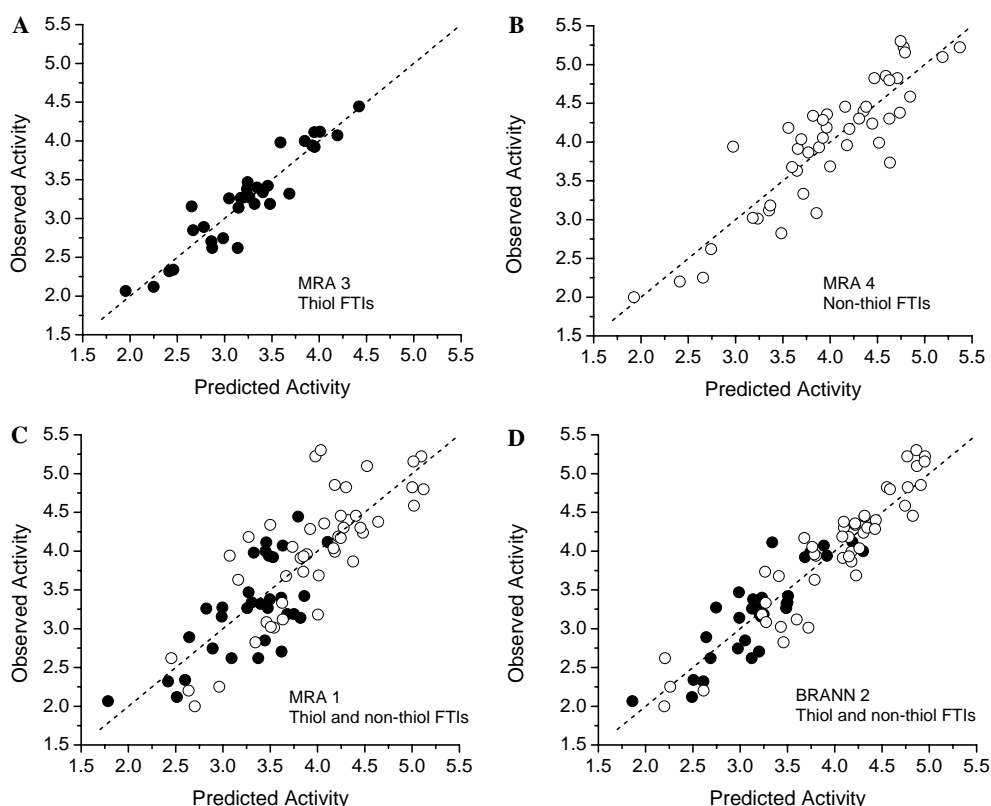 A
5.5
5.0
4.5
4.0
3.5
3.0
2.5
2.0
1.5
Observed Activity
MRA 3
Thiol FTIs
1.5 2.0 2.5 3.0 3.5 4.0 4.5 5.0 5.5
Predicted Activity
B
5.5
5.0
4.5
4.0
3.5
3.0
2.5
2.0
1.5
Observed Activity
MRA 4
Non-thiol FTIs
1.5 2.0 2.5 3.0 3.5 4.0 4.5 5.0 5.5
Predicted Activity
C
5.5
5.0
4.5
4.0
3.5
3.0
2.5
2.0
1.5
Observed Activity
MRA 1
Thiol and non-thiol FTIs
1.5 2.0 2.5 3.0 3.5 4.0 4.5 5.0 5.5
Predicted Activity
D
5.5
5.0
4.5
4.0
3.5
3.0
2.5
2.0
1.5
Observed Activity
BRANN 2
Thiol and non-thiol FTIs
1.5 2.0 2.5 3.0 3.5 4.0 4.5 5.0 5.5
Predicted Activity